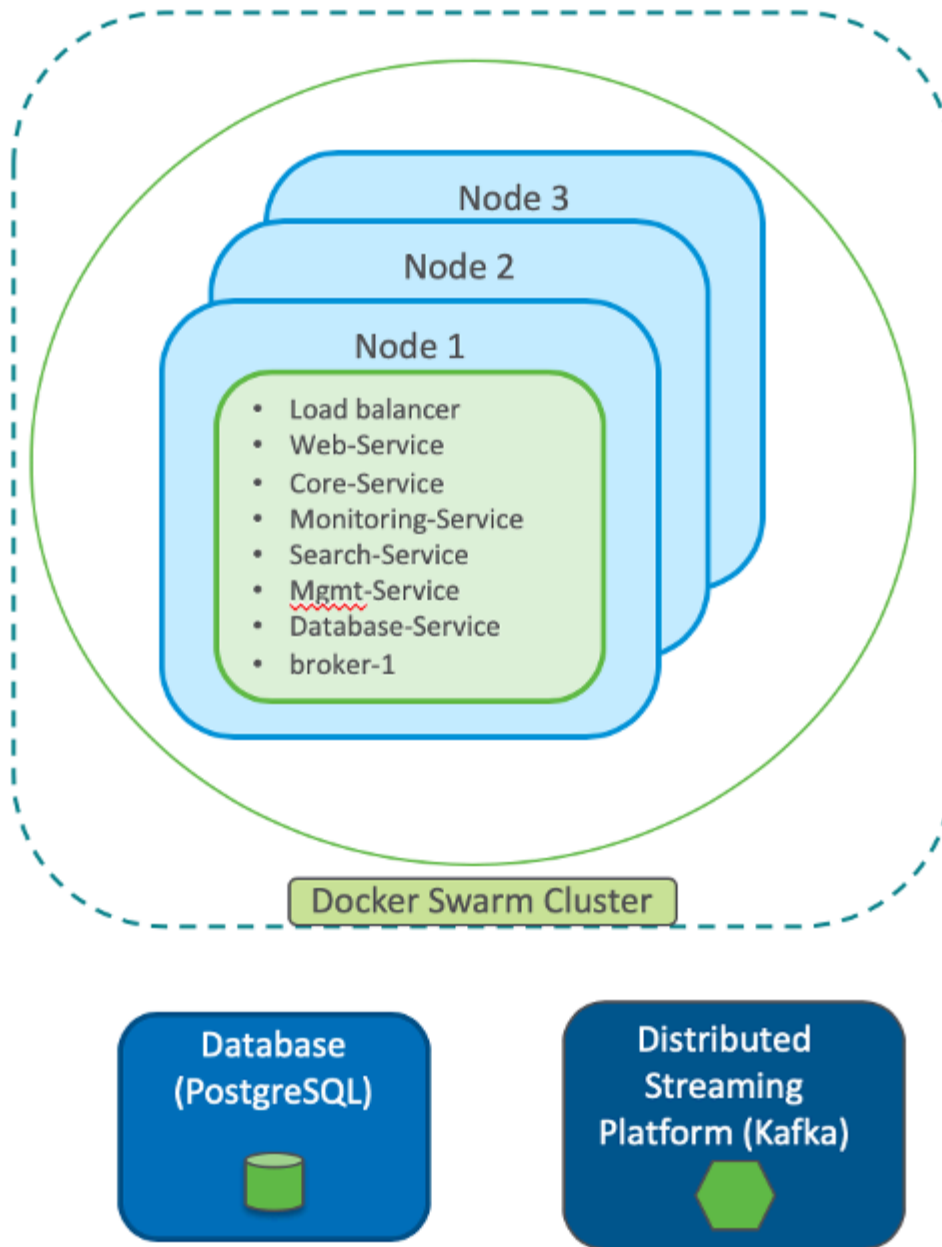 Node 3
Node 2
Node 1
• Load balancer
• Web-Service
• Core-Service
• Monitoring-Service
• Search-Service
• Mgmt-Service
• Database-Service
• broker-1
Docker Swarm Cluster
Database
(PostgreSQL)
Distributed
Streaming
Platform (Kafka)